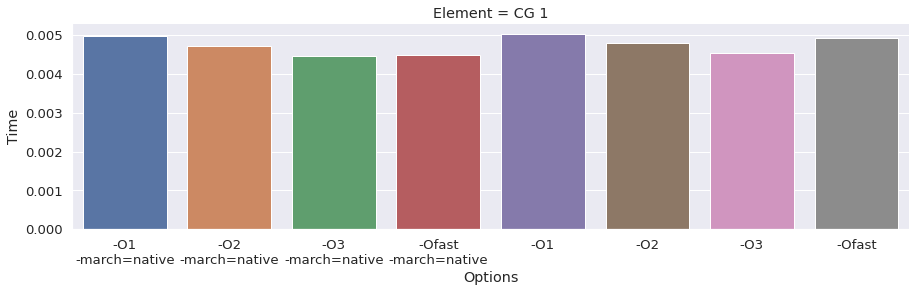 Element = CG 1
Time
0.005
0.004
0.003
0.002
0.001
0.000
-O1 -O2 -O3 -Ofast -O1 -O2 -O3 -Ofast
-march=native -march=native -march=native -march=native
Options